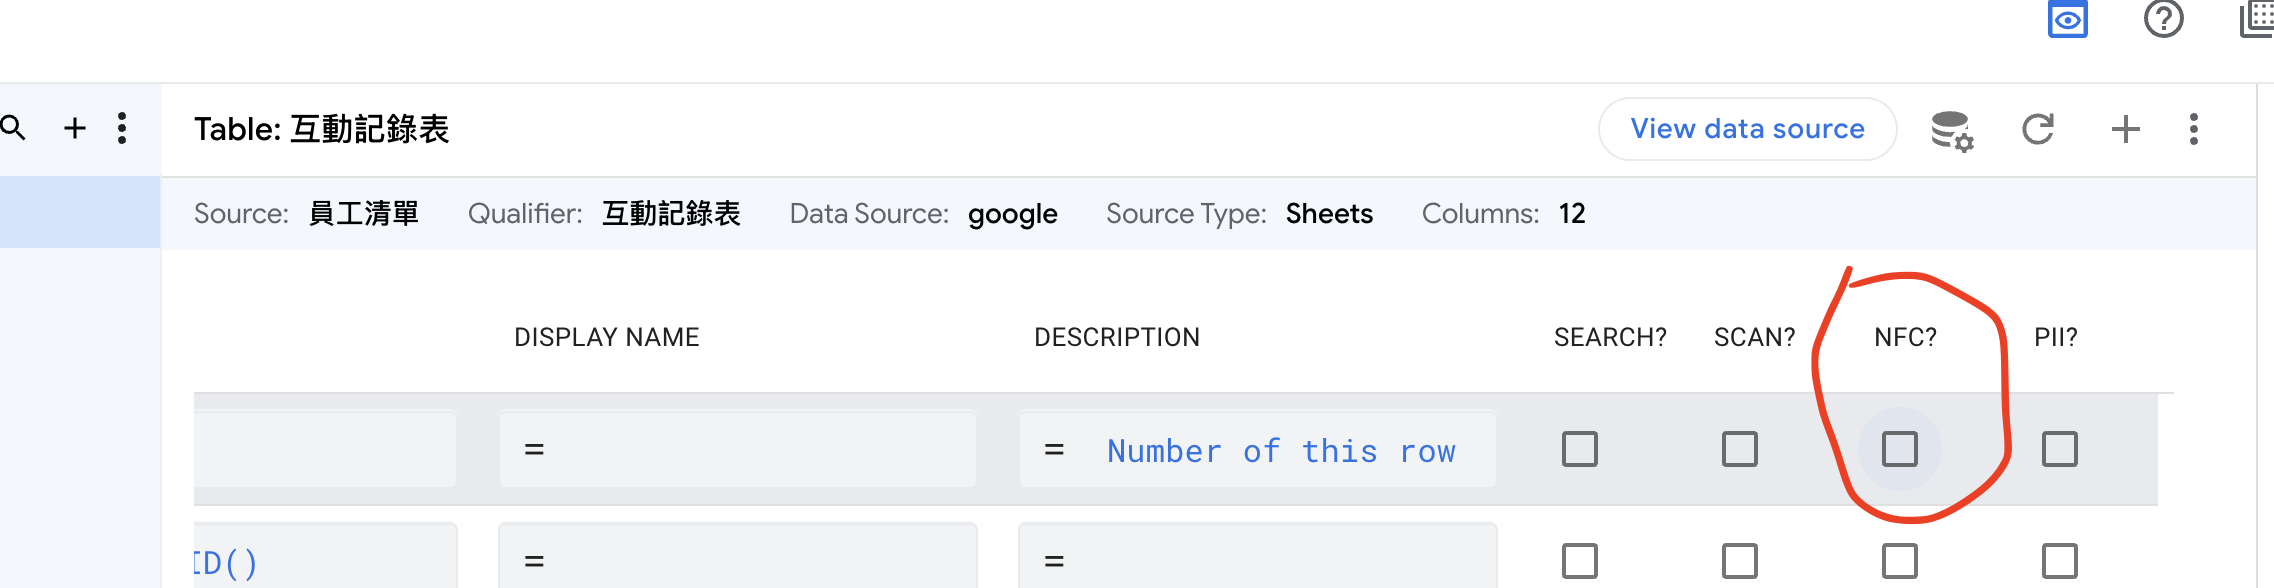 Table: 互動記錄表 View data source
Source: 員工清單 Qualifier: 互動記錄表 Data Source: google Source Type: Sheets Columns: 12
DISPLAY NAME DESCRIPTION SEARCH? SCAN? NFC? PII?
= = Number of this row
ID() = =